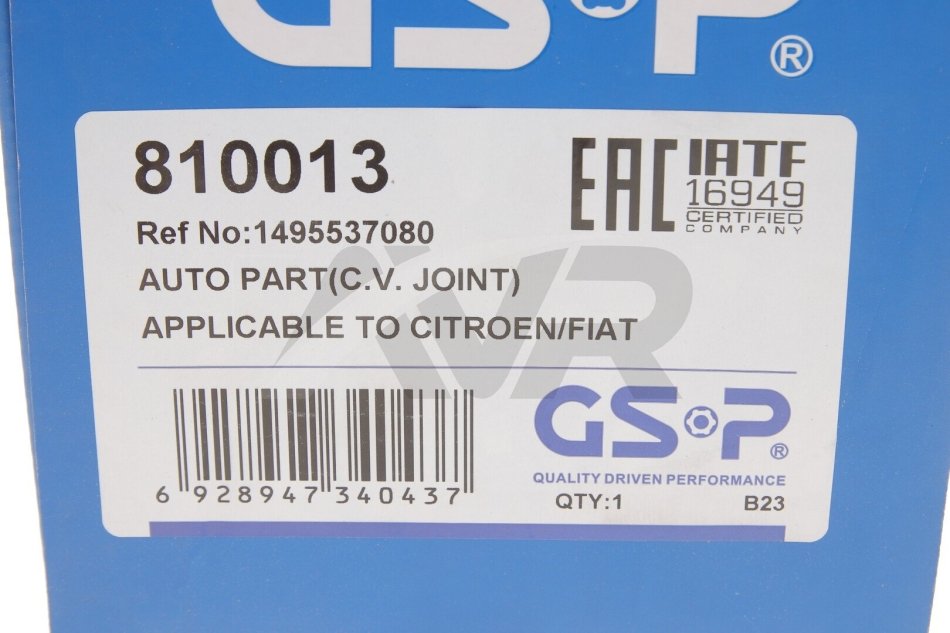 GS-P®
810013
EAC
IATF
16949
CERTIFIED
COMPANY
Ref No:1495537080
AUTO PART(C.V. JOINT)
APPLICABLE TO CITROEN/FIAT
IVR
GS-P®
QUALITY DRIVEN PERFORMANCE
6 928947 340437
QTY:1 B23